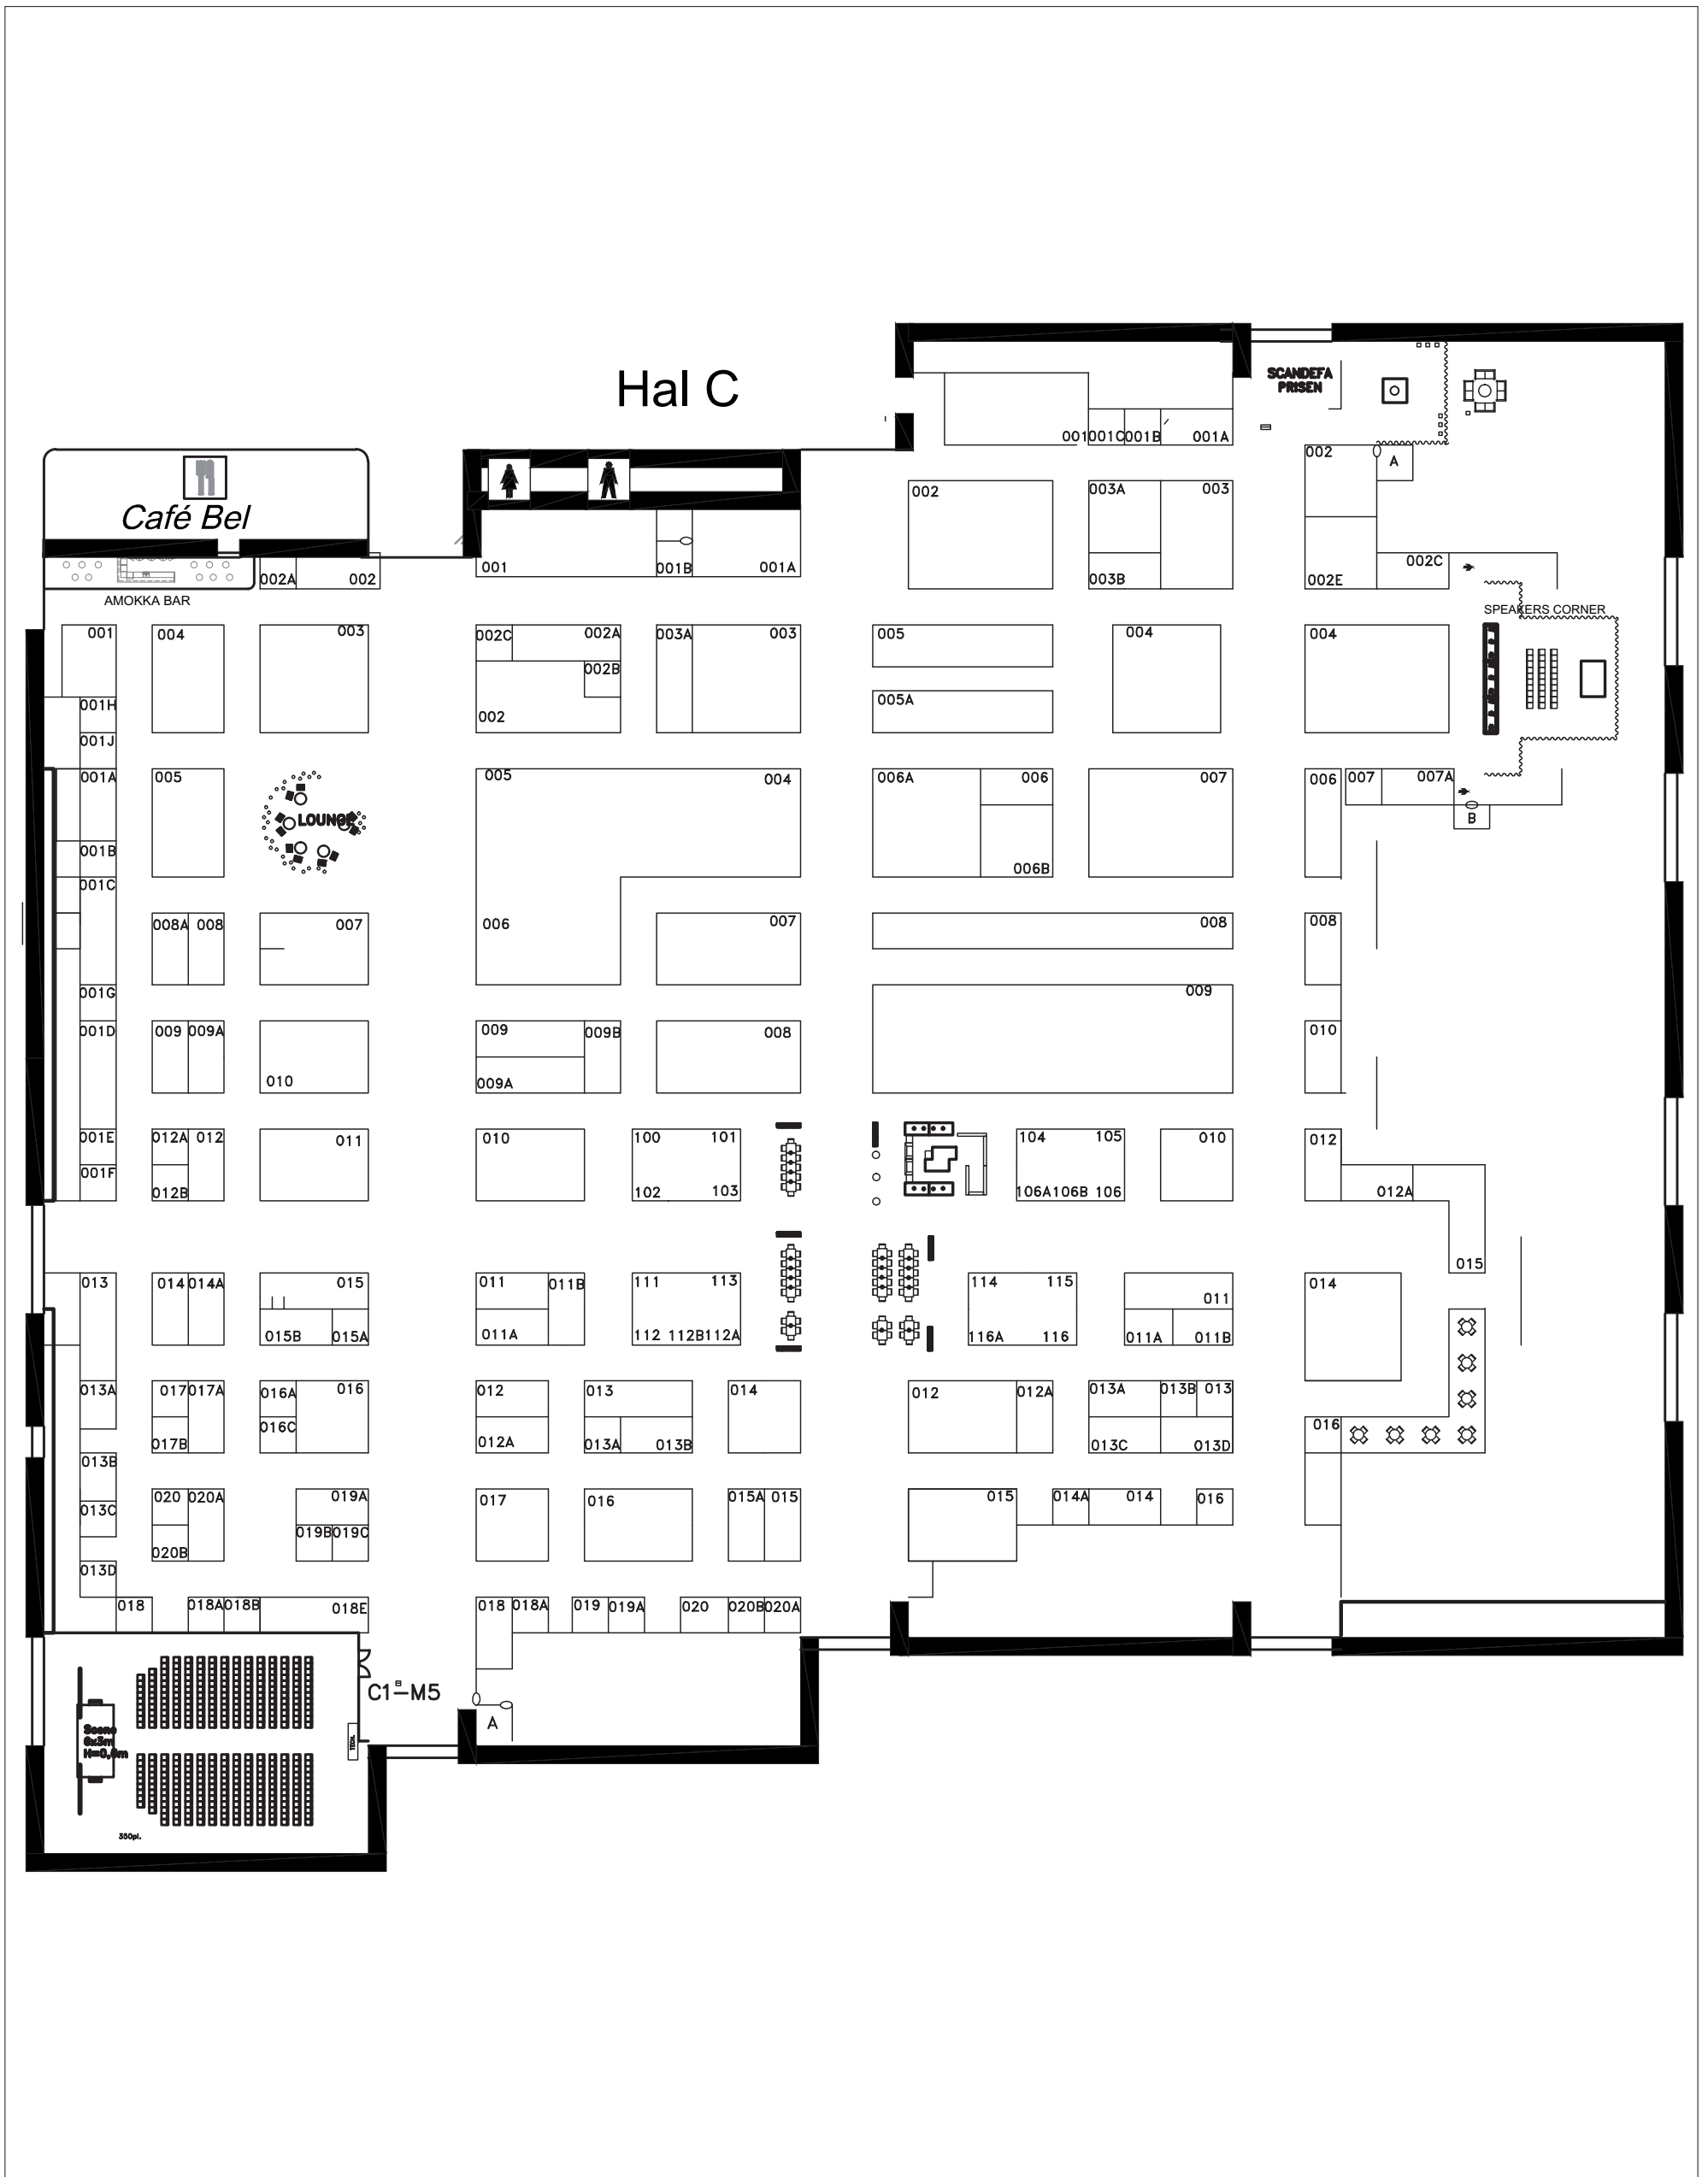 Hal C
SCANDEFA
PRISEN
001 001C 001B 001A
002 A
Café Bel
002 003A 003
001 001B 001A
002C
002A 002 003B 002E
AMOKKA BAR
SPEAKERS CORNER
001 004 003 002C 002A 003A 003 005 004 004
002B
001H 005A
002
001J
001A 005 005 004 006A 006 007 006 007 007A
LOUNGE B
001B
006B
001C
008A 008 007 006 007 008 008
001G 009
001D 009 009A 009 009B 008 010
010 009A
001E 012A 012 011 010 100 101 104 105 010 012
001F
012B 102 103 106A 106B 106 012A
015
013 014 014A 015 011 011B 111 113 114 115 014
011
015B 015A 011A 112 112B 112A 116A 116 011A 011B
013A 017 017A 016A 016 012 013 014 012 012A 013A 013B 013
016C 016
017B 012A 013A 013B 013C 013D
013B
020 020A 019A 017 016 015A 015 015 014A 014 016
013C
019B 019C
020B
013D
018 018A 018B 018E 018 018A 019 019A 020 020B 020A
C1-M5
A
Scene
6x3m
H=0,6m
TECH.
350pl.